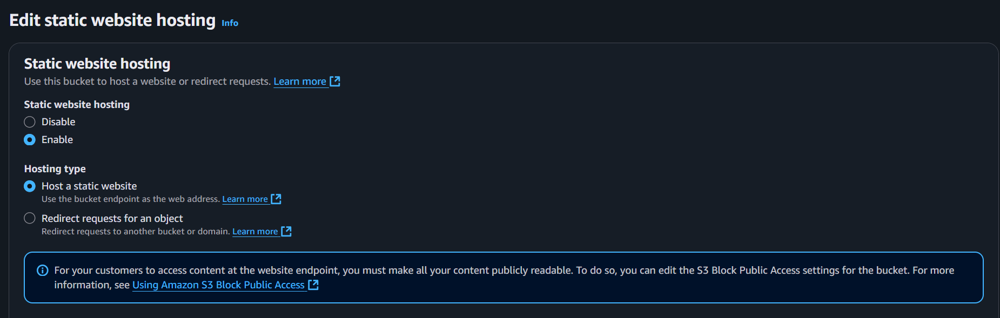 Edit static website hosting Info
Static website hosting
Use this bucket to host a website or redirect requests. Learn more
Static website hosting
Disable
Enable
Hosting type
Host a static website
Use the bucket endpoint as the web address. Learn more
Redirect requests for an object
Redirect requests to another bucket or domain. Learn more
For your customers to access content at the website endpoint, you must make all your content publicly readable. To do so, you can edit the S3 Block Public Access settings for the bucket. For more
information, see Using Amazon S3 Block Public Access